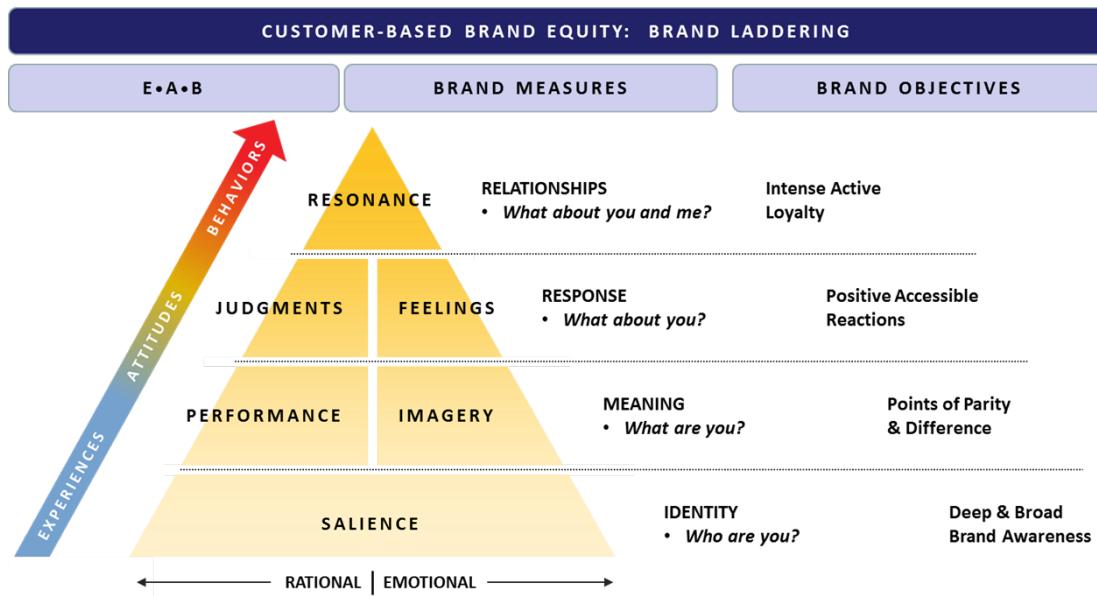 CUSTOMER-BASED BRAND EQUITY: BRAND LADDERING
E•A•B
BRAND MEASURES
BRAND OBJECTIVES
BEHAVIORS
ATTITUDES
EXPERIENCES
RESONANCE
RELATIONSHIPS
• What about you and me?
Intense Active
Loyalty
JUDGMENTS
FEELINGS
RESPONSE
• What about you?
Positive Accessible
Reactions
PERFORMANCE
IMAGERY
MEANING
• What are you?
Points of Parity
& Difference
SALIENCE
IDENTITY
• Who are you?
Deep & Broad
Brand Awareness
RATIONAL | EMOTIONAL